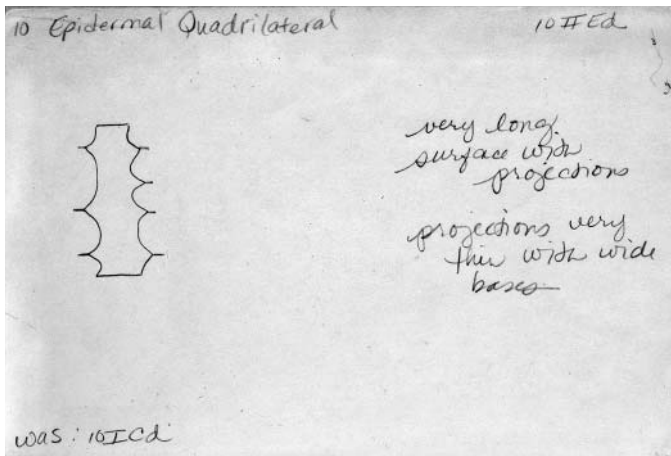 10 Epidermal Quadrilateral
10 II Ed
very long
surface with
projections
projections very
thin with wide
bases
was: 10 I Cd